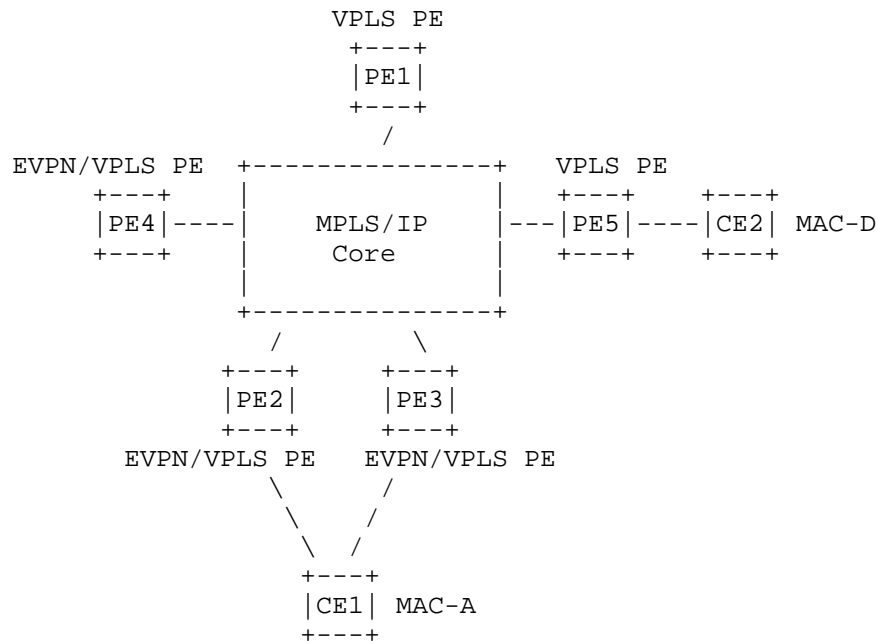 VPLS PE
PE1
EVPN/VPLS PE VPLS PE
PE4 MPLS/IP PE5 CE2 MAC-D
Core
PE2 PE3
EVPN/VPLS PE EVPN/VPLS PE
CE1 MAC-A